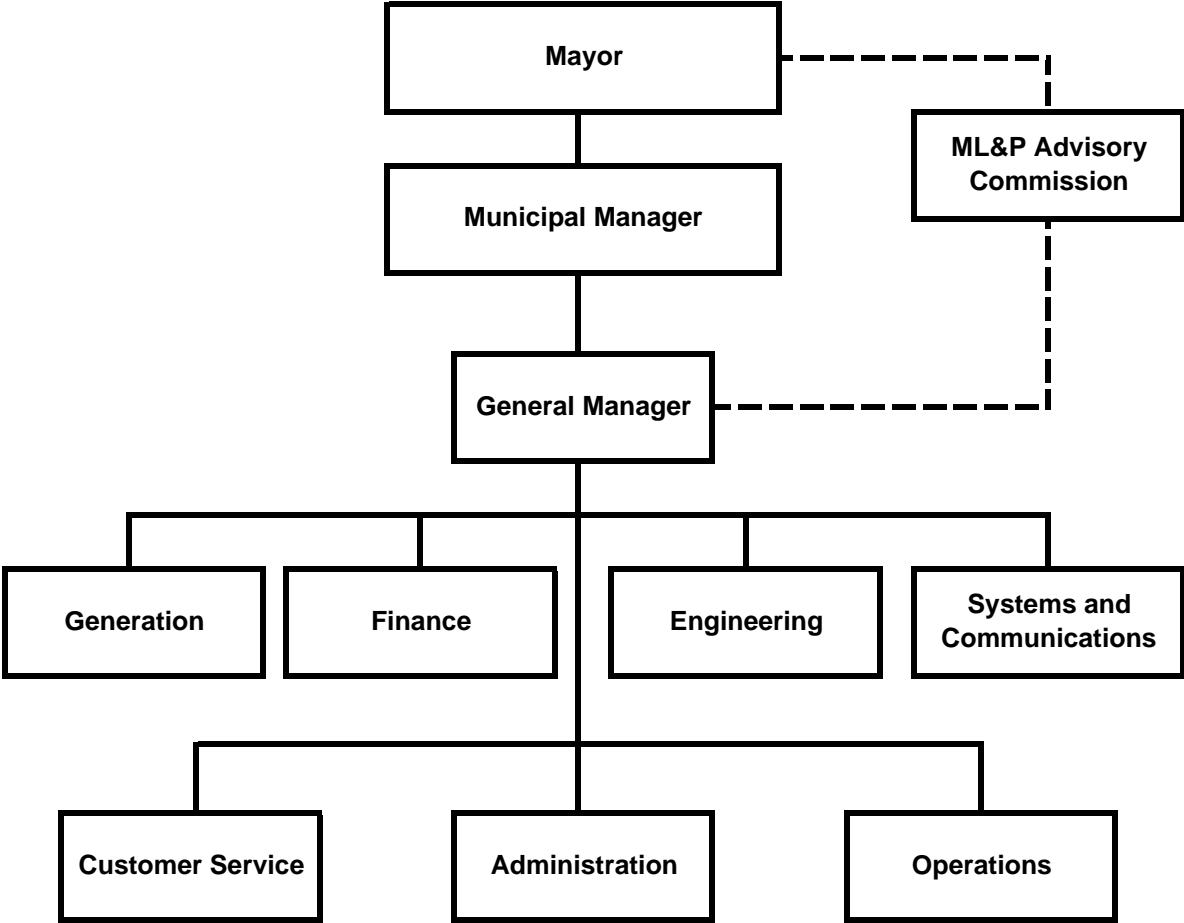 Mayor
ML&P Advisory
Commission
Municipal Manager
General Manager
Generation
Finance
Engineering
Systems and
Communications
Customer Service
Administration
Operations